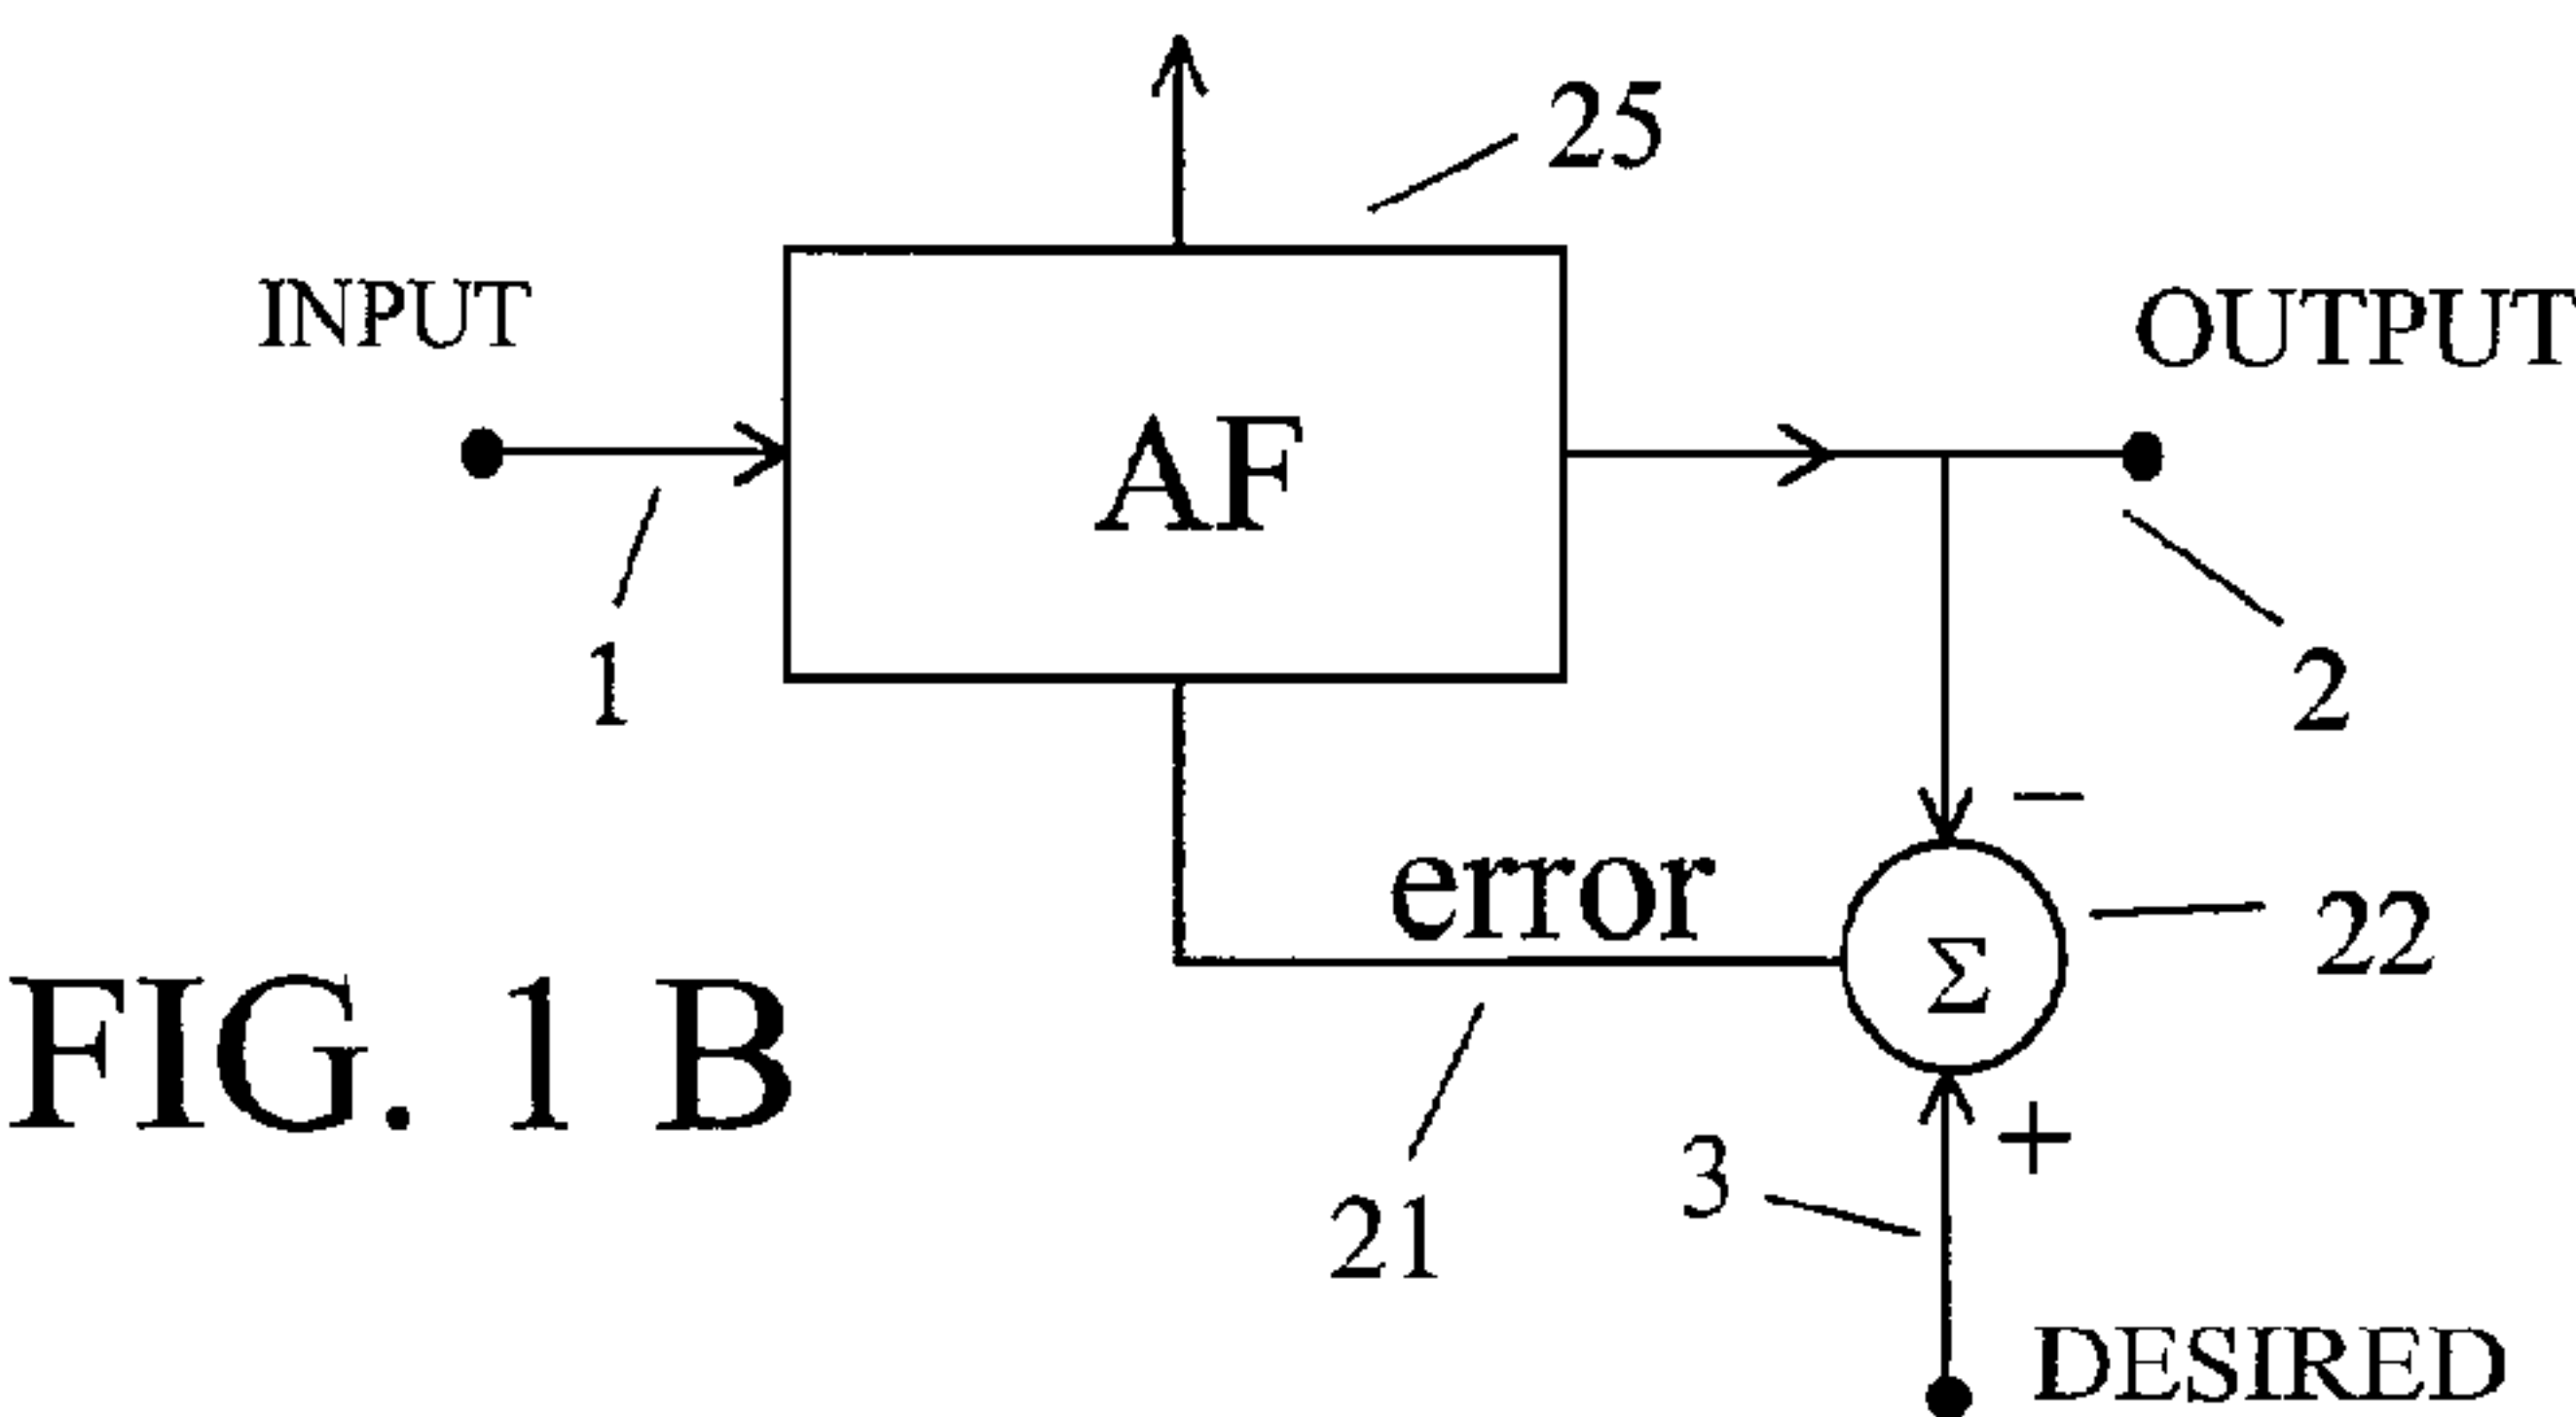 25
INPUT
OUTPUT
AF
1
2
−
error
22
Σ
FIG. 1 B
+
3
21
DESIRED